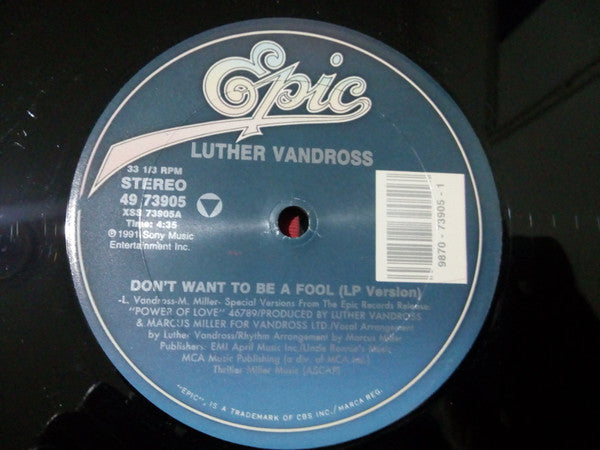 Epic
LUTHER VANDROSS
33 1/3 RPM
STEREO
49 73905
XSS 73905A
Time: 4:35
℗ 1991 Sony Music
Entertainment Inc.
9870 - 73905 - 1
DON'T WANT TO BE A FOOL (LP Version)
-L. Vandross-M. Miller- Special Versions From The Epic Records Release:
"POWER OF LOVE" 46789/PRODUCED BY LUTHER VANDROSS
& MARCUS MILLER FOR VANDROSS LTD./Vocal Arrangement
by Luther Vandross/Rhythm Arrangement by Marcus Miller
Publishers: EMI April Music Inc./Uncle Ronnie's Music
MCA Music Publishing (a div. of MCA Inc.)
Thriller Miller Music (ASCAP)
"EPIC", IS A TRADEMARK OF CBS INC./MARCA REG.